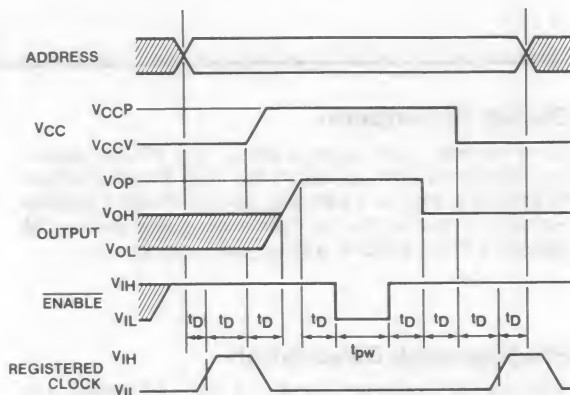 ADDRESS
VCCP
VCC
VCCV
VOP
VOH
OUTPUT
VOL
VIH
ENABLE
VIL
tD tD tD tD tpw tD tD tD tD
VIH
REGISTERED
CLOCK
VIL